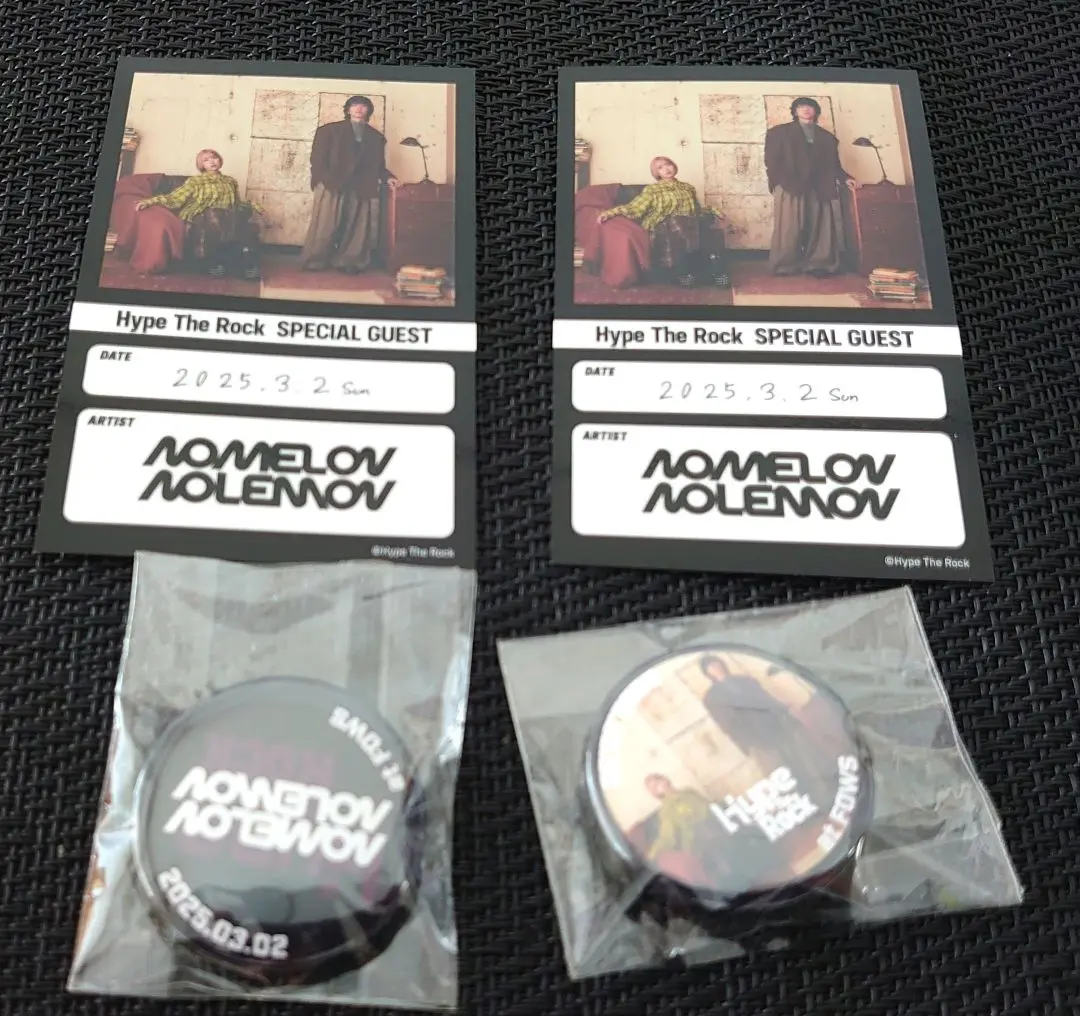 Hype The Rock SPECIAL GUEST
DATE
2025.3.2 Sun
ARTIST
NOMELON
NOLEMON
©Hype The Rock
Hype The Rock SPECIAL GUEST
DATE
2025.3.2 Sun
ARTIST
NOMELON
NOLEMON
©Hype The Rock
at FOWS
NOMELON
NOLEMON
2025.03.02
Hype
The
Rock
at FOWS